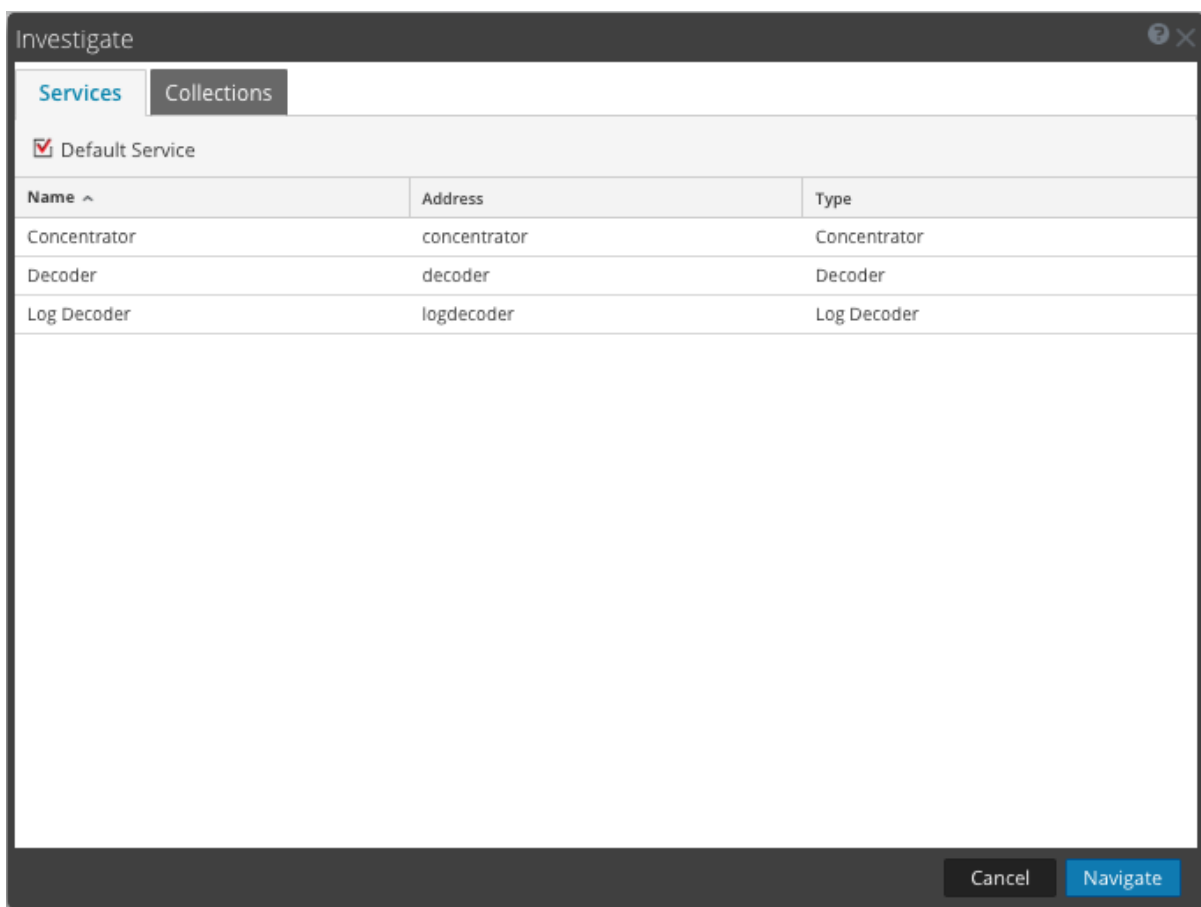 Investigate
Services Collections
Default Service
Name Address Type
Concentrator concentrator Concentrator
Decoder decoder Decoder
Log Decoder logdecoder Log Decoder
Cancel Navigate